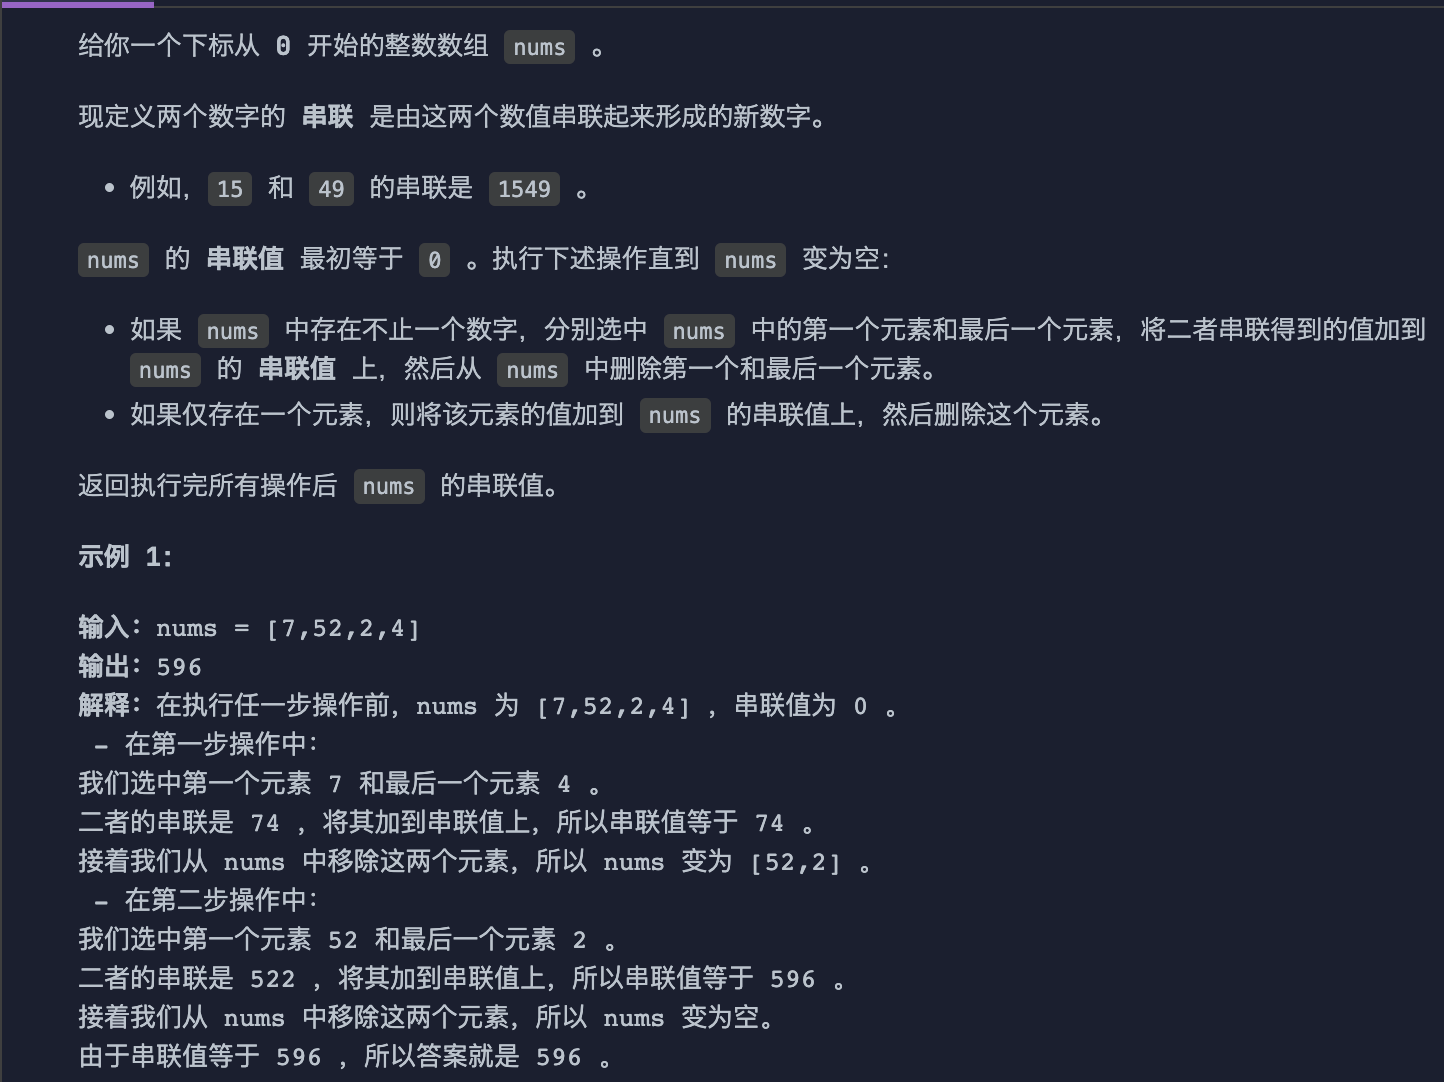 给你一个下标从 0 开始的整数数组 nums 。
现定义两个数字的 串联 是由这两个数值串联起来形成的新数字。
• 例如，15 和 49 的串联是 1549 。
nums 的 串联值 最初等于 0 。执行下述操作直到 nums 变为空：
• 如果 nums 中存在不止一个数字，分别选中 nums 中的第一个元素和最后一个元素，将二者串联得到的值加到
nums 的 串联值 上，然后从 nums 中删除第一个和最后一个元素。
• 如果仅存在一个元素，则将该元素的值加到 nums 的串联值上，然后删除这个元素。
返回执行完所有操作后 nums 的串联值。
示例 1：
输入：nums = [7,52,2,4]
输出：596
解释：在执行任一步操作前，nums 为 [7,52,2,4] ，串联值为 0 。
- 在第一步操作中：
我们选中第一个元素 7 和最后一个元素 4 。
二者的串联是 74 ，将其加到串联值上，所以串联值等于 74 。
接着我们从 nums 中移除这两个元素，所以 nums 变为 [52,2] 。
- 在第二步操作中：
我们选中第一个元素 52 和最后一个元素 2 。
二者的串联是 522 ，将其加到串联值上，所以串联值等于 596 。
接着我们从 nums 中移除这两个元素，所以 nums 变为空。
由于串联值等于 596 ，所以答案就是 596 。